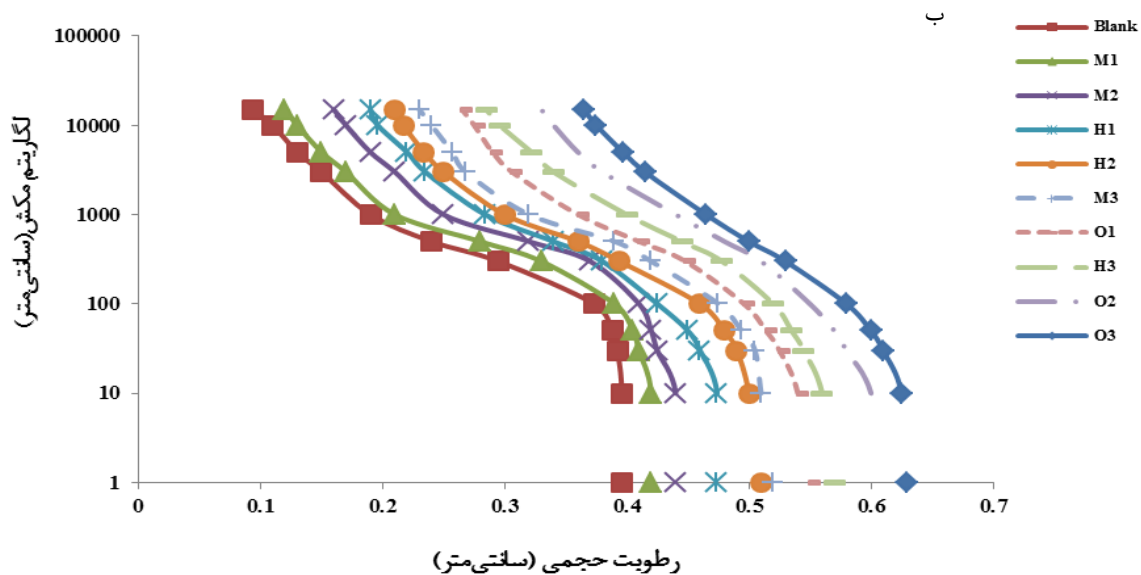 ب
100000
10000
1000
100
10
1
لگاریتم مکش(سانتی‌متر)
0 0.1 0.2 0.3 0.4 0.5 0.6 0.7
رطوبت حجمی (سانتی‌متر)
Blank
M1
M2
H1
H2
M3
O1
H3
O2
O3